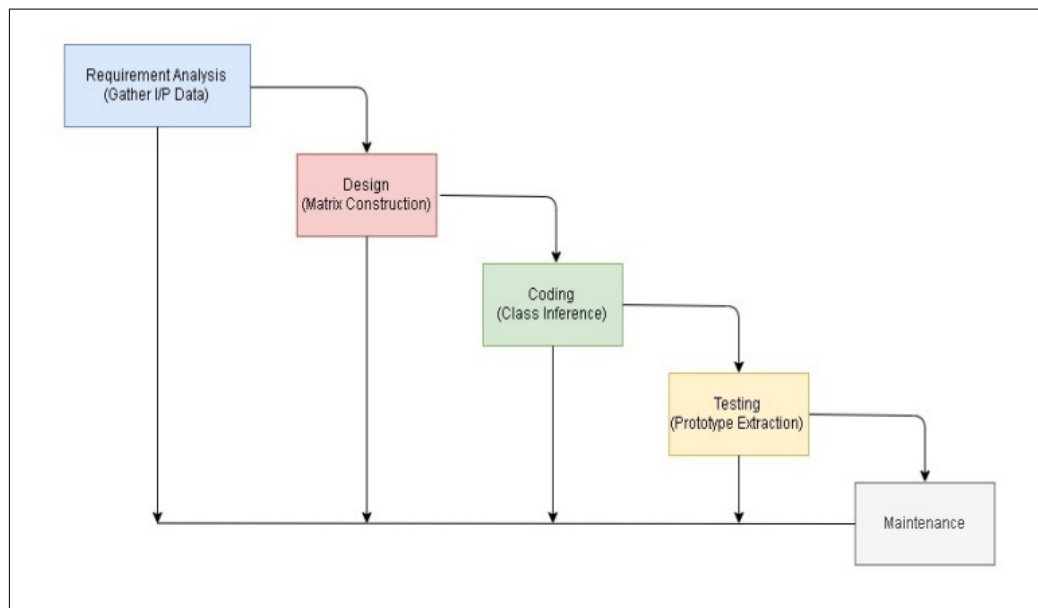 Requirement Analysis
(Gather I/P Data)
Design
(Matrix Construction)
Coding
(Class Inference)
Testing
(Prototype Extraction)
Maintenance